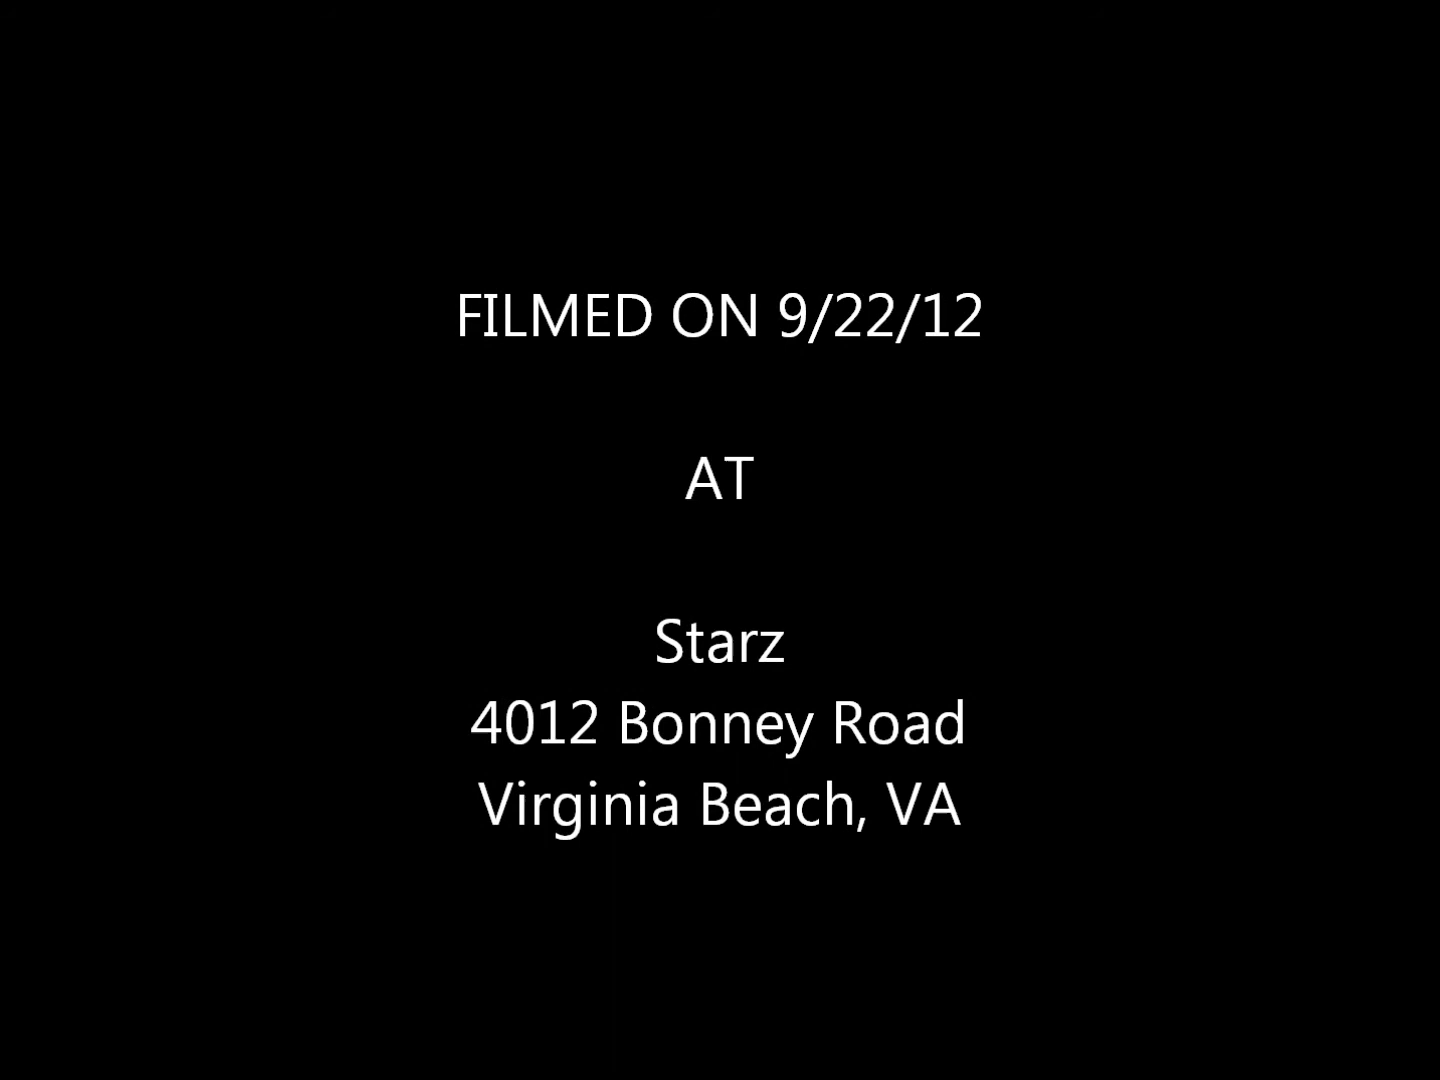 FILMED ON 9/22/12
AT
Starz
4012 Bonney Road
Virginia Beach, VA